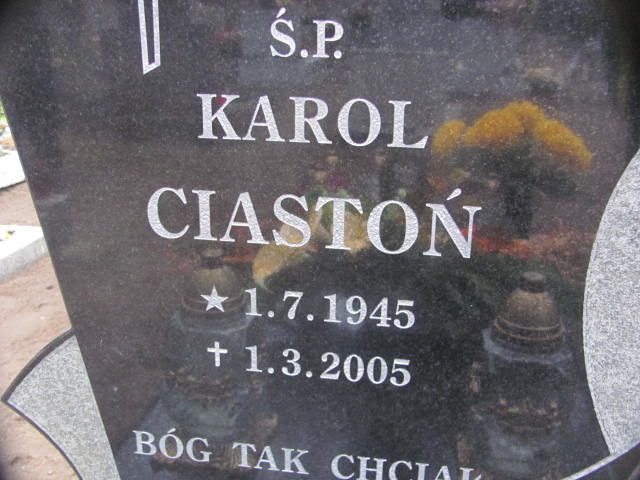 Ś.P.
KAROL
CIASTOŃ
★ 1.7.1945
✝ 1.3.2005
BÓG TAK CHCIAŁ